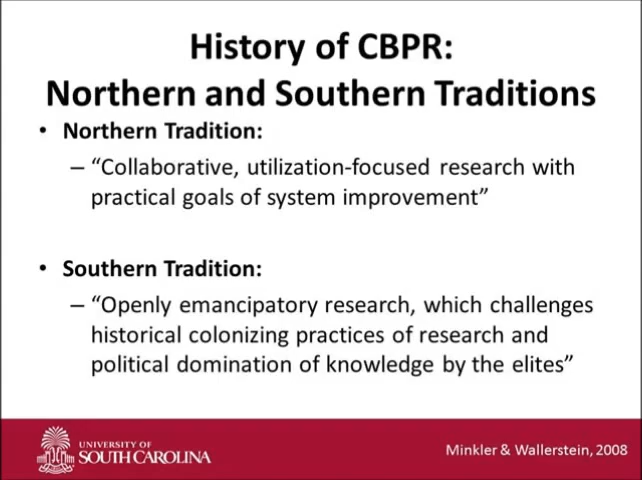 History of CBPR:
Northern and Southern Traditions
• Northern Tradition:
– “Collaborative, utilization-focused research with
practical goals of system improvement”
• Southern Tradition:
– “Openly emancipatory research, which challenges
historical colonizing practices of research and
political domination of knowledge by the elites”
UNIVERSITY OF
SOUTH CAROLINA
Minkler & Wallerstein, 2008